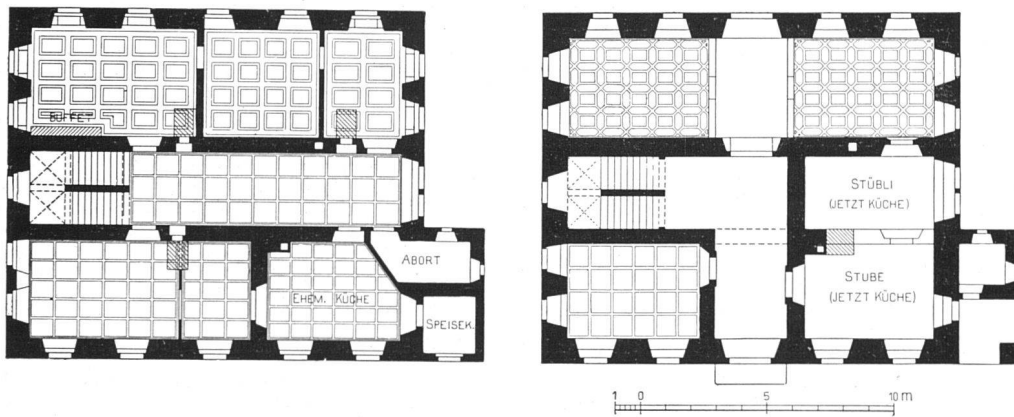 BUFFET
ABORT
EHEM. KÜCHE
SPEISEK.
STÜBLI
(JETZT KÜCHE)
STUBE
(JETZT KÜCHE)
1 0 5 10 m